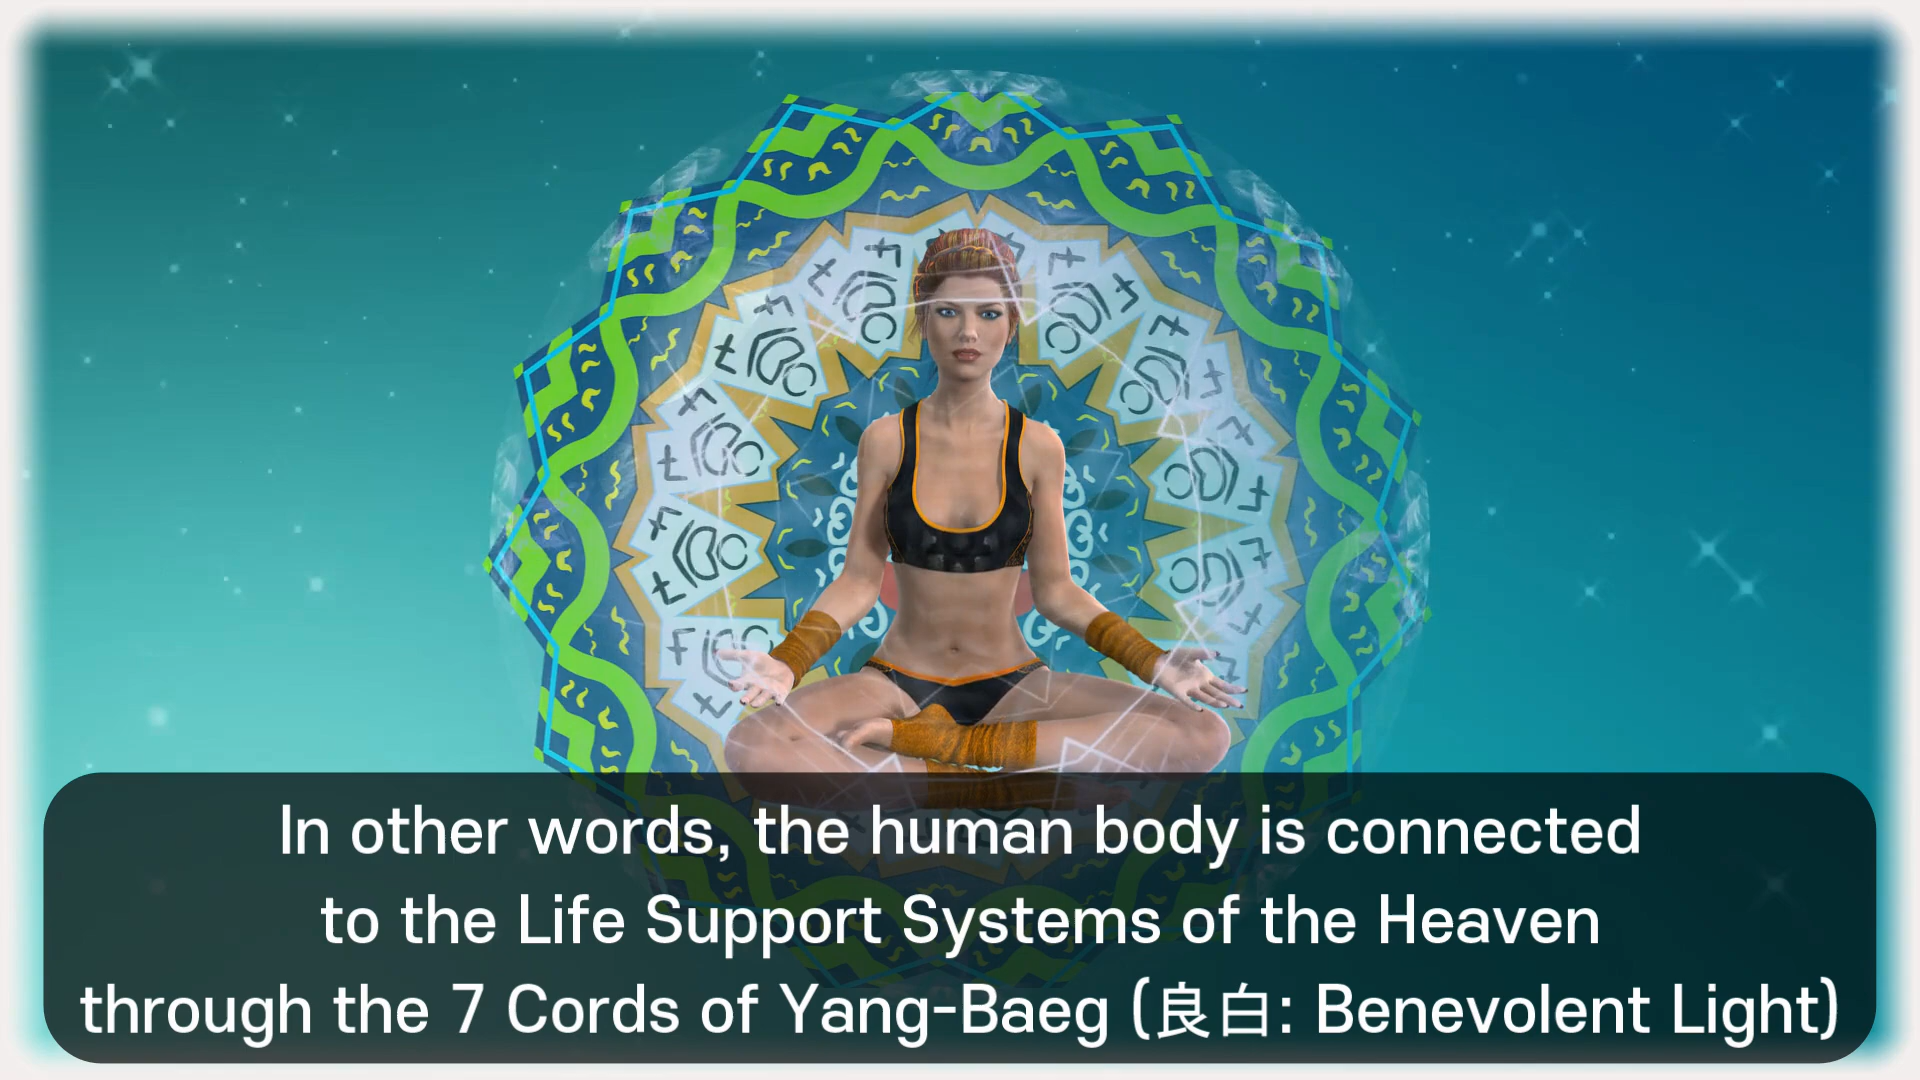 In other words, the human body is connected
to the Life Support Systems of the Heaven
through the 7 Cords of Yang-Baeg (良白: Benevolent Light)